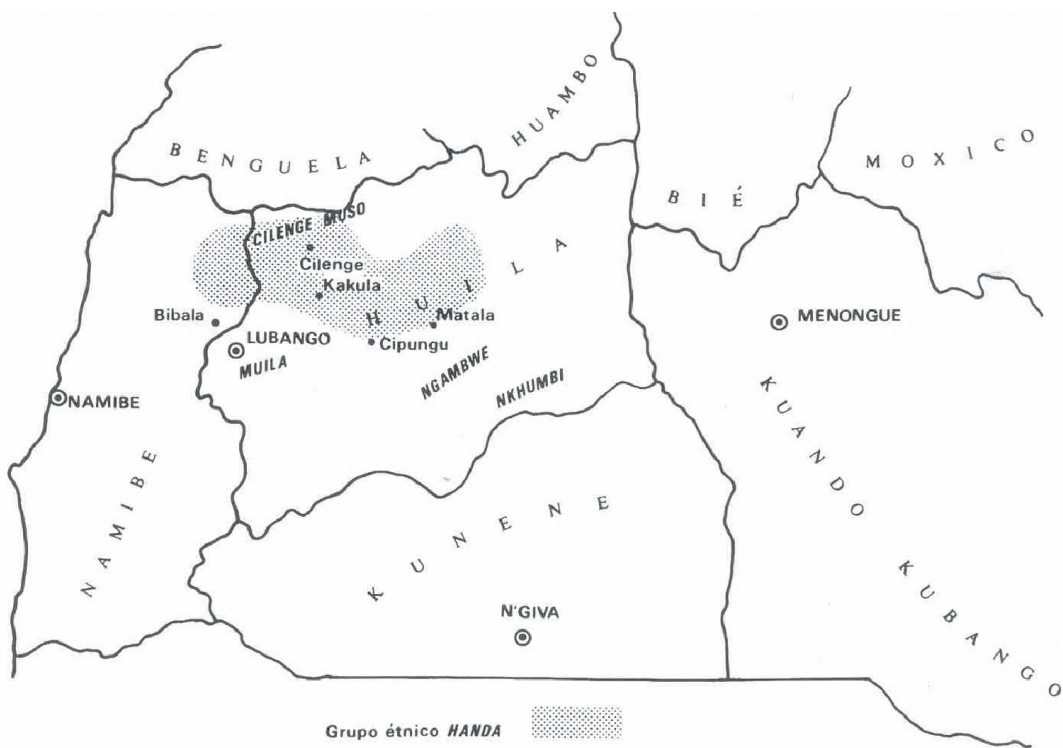 HUAMBO
BENGUELA
MOXICO
BIÉ
CILENGE MUSO
Cilenge
HUILA
Kakula
Bibala
Matala
MENONGUE
LUBANGO
Cipungu
MUILA
NGAMBWE
NKHUMBI
NAMIBE
KUANDO KUBANGO
NAMIBE
KUNENE
N'GIVA
Grupo étnico HANDA